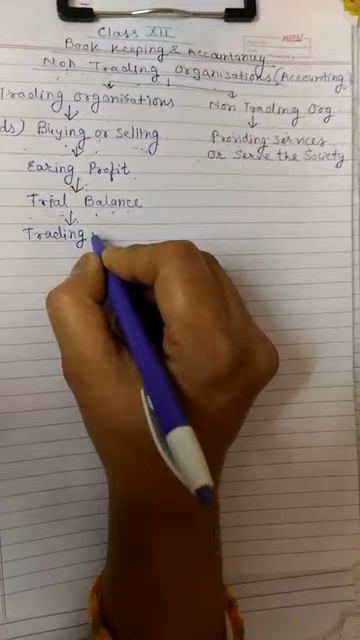 Class XII
Book Keeping & Accountancy
Non Trading Organisations (Accounting
Trading Organisations
Non Trading Org
ds) Buying or Selling
Providing services
or Serve the Society
Earing Profit
Trial Balance
Trading